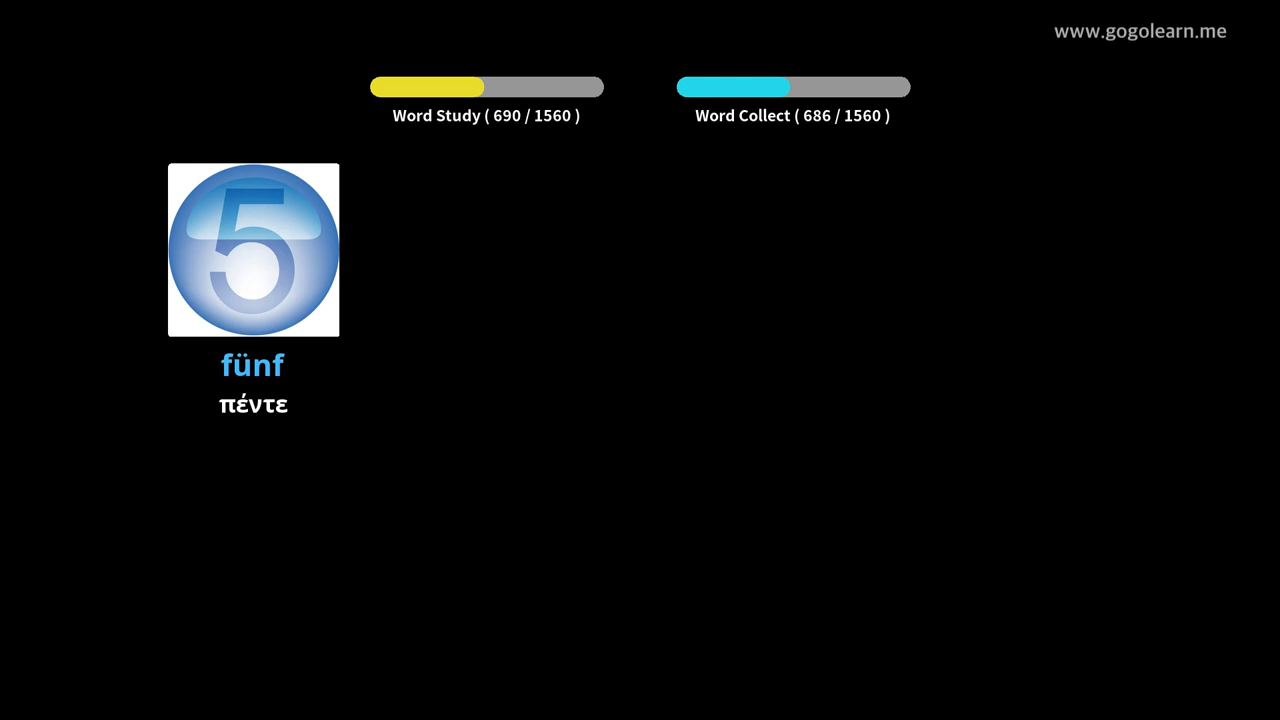 www.gogolearn.me
Word Study ( 690 / 1560 )
Word Collect ( 686 / 1560 )
5
fünf
πέντε